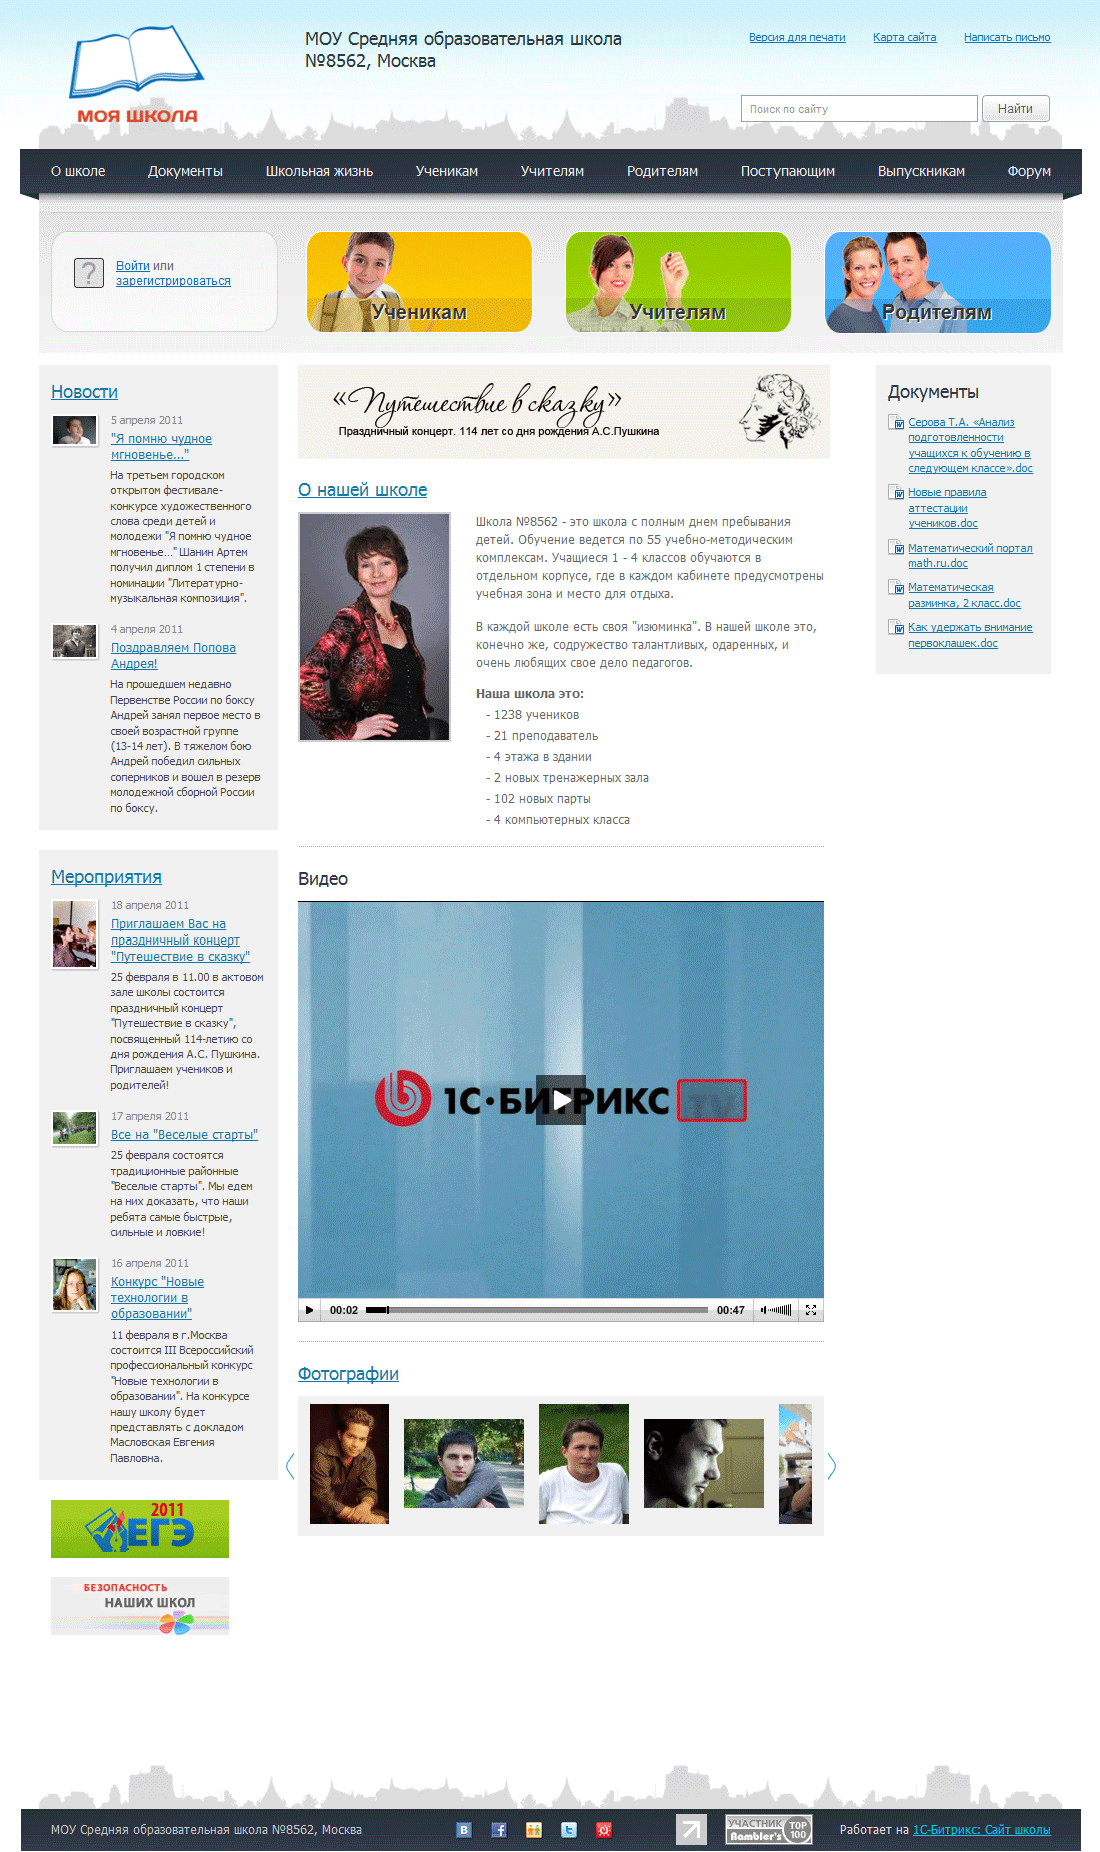 МОЯ ШКОЛА
МОУ Средняя образовательная школа
№8562, Москва
Версия для печати Карта сайта Написать письмо
Поиск по сайту Найти
О школе Документы Школьная жизнь Ученикам Учителям Родителям Поступающим Выпускникам Форум
?
Войти или
зарегистрироваться
Ученикам
Учителям
Родителям
Новости
5 апреля 2011
"Я помню чудное
мгновенье..."
На третьем городском
открытом фестивале-
конкурсе художественного
слова среди детей и
молодежи "Я помню чудное
мгновенье..." Шанин Артем
получил диплом 1 степени в
номинации "Литературно-
музыкальная композиция".
4 апреля 2011
Поздравляем Попова
Андрея!
На прошедшем недавно
Первенстве России по боксу
Андрей занял первое место в
своей возрастной группе
(13-14 лет). В тяжелом бою
Андрей победил сильных
соперников и вошел в резерв
молодежной сборной России
по боксу.
Мероприятия
18 апреля 2011
Приглашаем Вас на
праздничный концерт
"Путешествие в сказку"
25 февраля в 11.00 в актовом
зале школы состоится
праздничный концерт
"Путешествие в сказку",
посвященный 114-летию со
дня рождения А.С. Пушкина.
Приглашаем учеников и
родителей!
17 апреля 2011
Все на "Веселые старты"
25 февраля состоятся
традиционные районные
"Веселые старты". Мы едем
на них доказать, что наши
ребята самые быстрые,
сильные и ловкие!
16 апреля 2011
Конкурс "Новые
технологии в
образовании"
11 февраля в г.Москва
состоится III Всероссийский
профессиональный конкурс
"Новые технологии в
образовании". На конкурсе
нашу школу будет
представлять с докладом
Масловская Евгения
Павловна.
2011
ЕГЭ
БЕЗОПАСНОСТЬ
НАШИХ ШКОЛ
«Путешествие в сказку»
Праздничный концерт. 114 лет со дня рождения А.С.Пушкина
О нашей школе
Школа №8562 - это школа с полным днем пребывания
детей. Обучение ведется по 55 учебно-методическим
комплексам. Учащиеся 1 - 4 классов обучаются в
отдельном корпусе, где в каждом кабинете предусмотрены
учебная зона и место для отдыха.
В каждой школе есть своя "изюминка". В нашей школе это,
конечно же, содружество талантливых, одаренных, и
очень любящих свое дело педагогов.
Наша школа это:
- 1238 учеников
- 21 преподаватель
- 4 этажа в здании
- 2 новых тренажерных зала
- 102 новых парты
- 4 компьютерных класса
Видео
1С·БИТРИКС TV
00:02 00:47
Фотографии
Документы
Серова Т.А. «Анализ
подготовленности
учащихся к обучению в
следующем классе».doc
Новые правила
аттестации
учеников.doc
Математический портал
math.ru.doc
Математическая
разминка, 2 класс.doc
Как удержать внимание
первоклашек.doc
МОУ Средняя образовательная школа №8562, Москва
УЧАСТНИК
Rambler's
TOP
100
Работает на 1С-Битрикс: Сайт школы